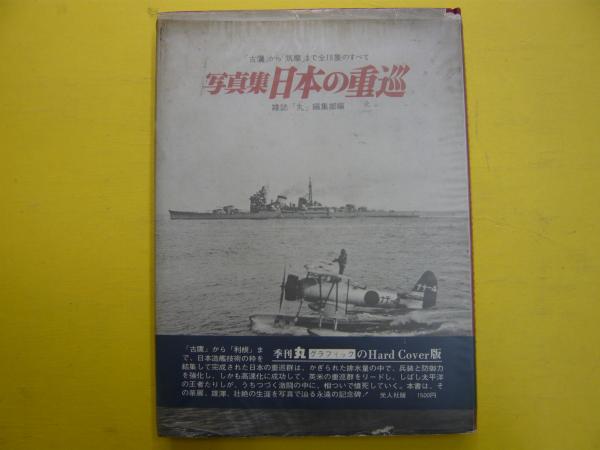 「古鷹」から「筑摩」まで全18隻のすべて
写真集日本の重巡
雑誌「丸」編集部編
ナナ-4
季刊丸グラフィックのHard Cover版
「古鷹」から「利根」ま
で、日本造艦技術の粋を
結集して完成された日本の重巡群は、かぎられた排水量の中で、兵装と防御力
を強化し、しかも高速化に成功して、英米の重巡群をリードし、しばし太平洋
の王者たりしが、うちつづく激闘の中に、相ついで憤死していく。本書は、そ
の華麗、雄渾、壮絶の生涯を写真で辿る永遠の記念碑!
光人社版 1500円